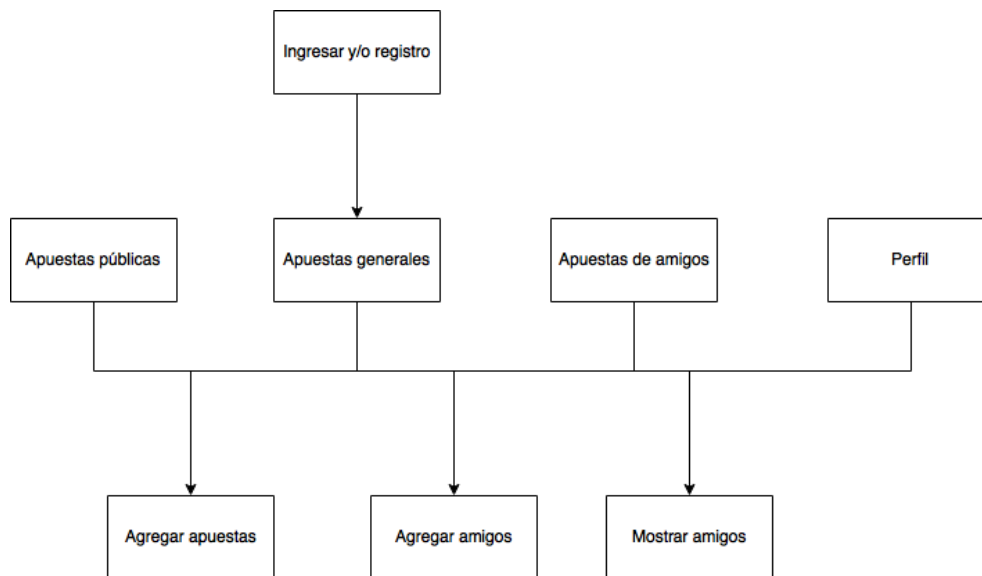 Ingresar y/o registro
Apuestas públicas
Apuestas generales
Apuestas de amigos
Perfil
Agregar apuestas
Agregar amigos
Mostrar amigos